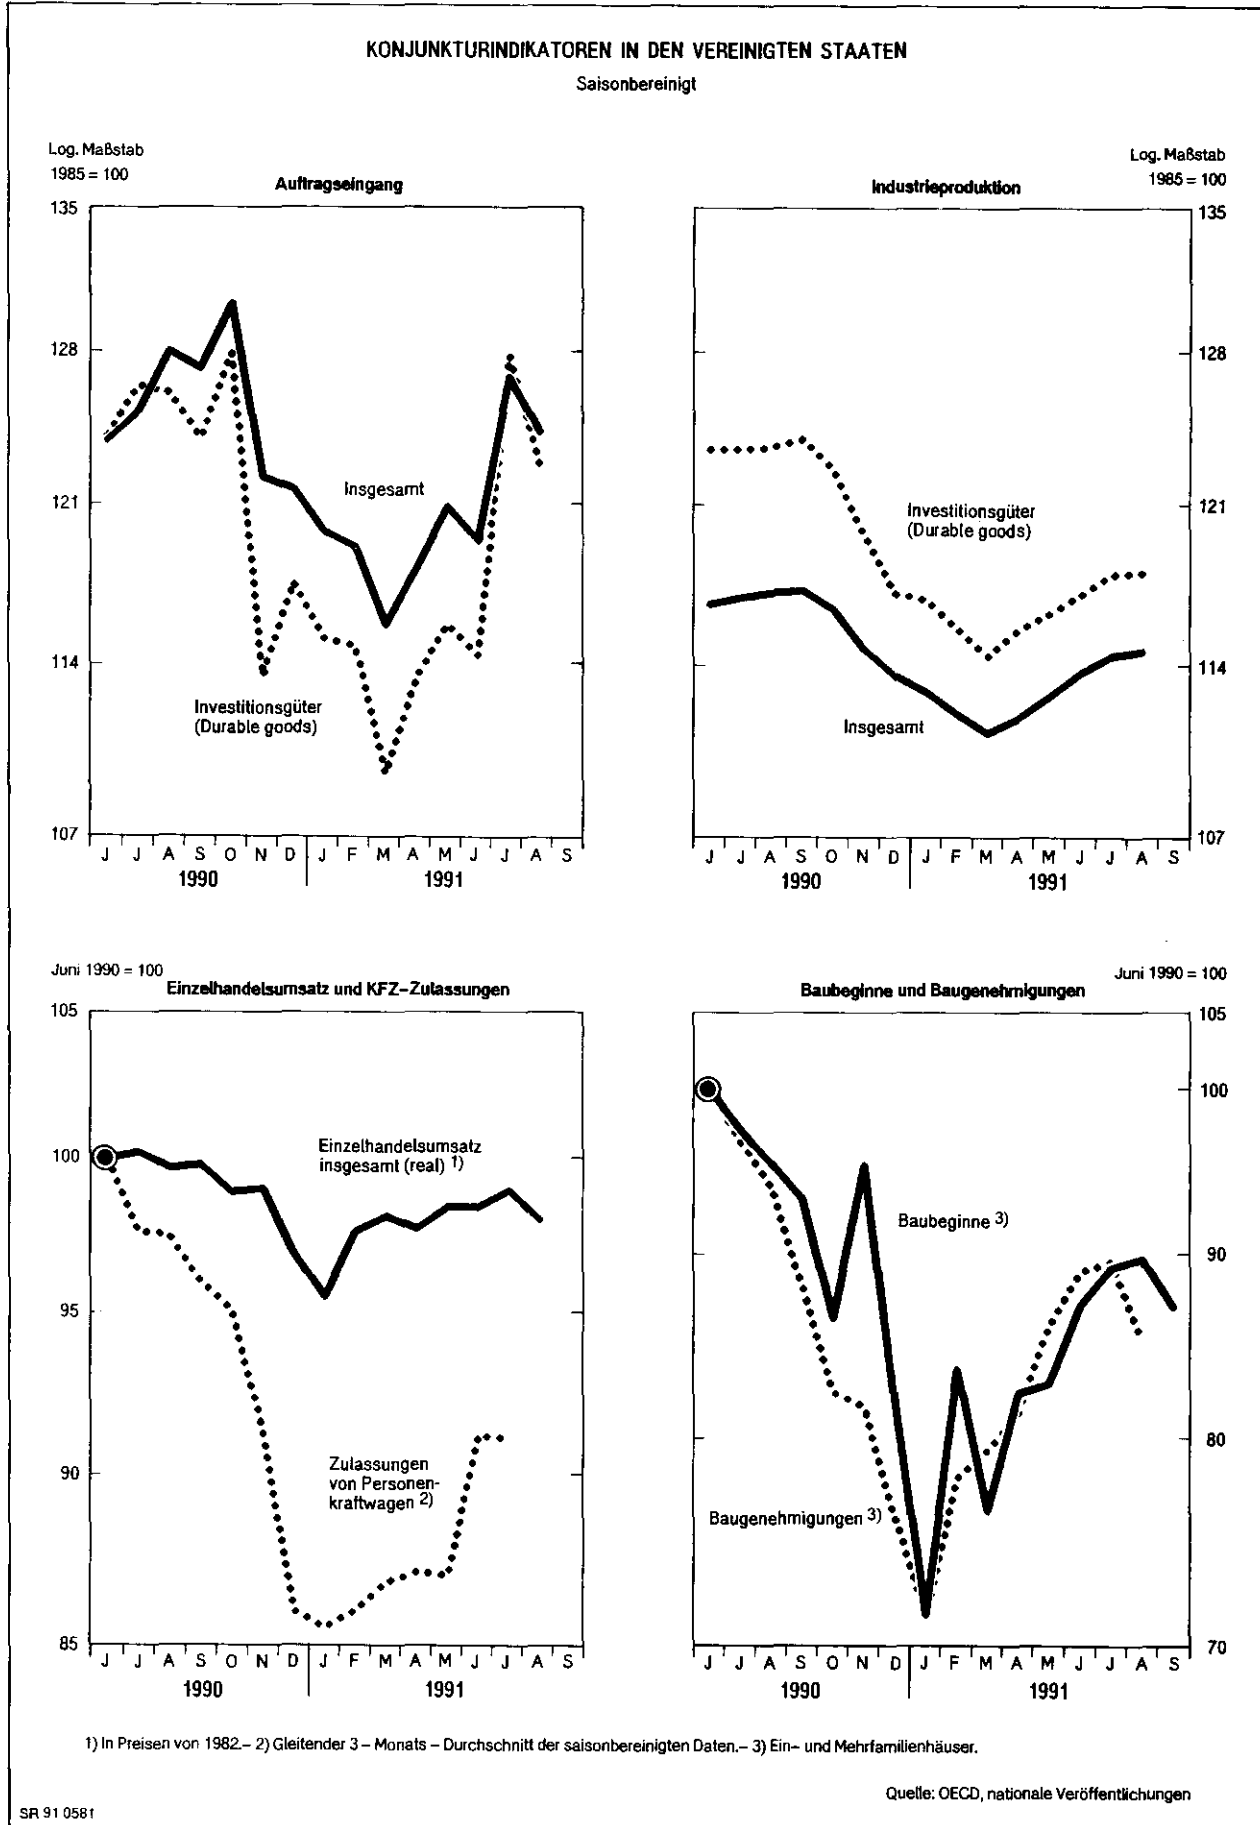 KONJUNKTURINDIKATOREN IN DEN VEREINIGTEN STAATEN
Saisonbereinigt
Log. Maßstab
1985 = 100
Auftragseingang
135
128
121
114
107
Insgesamt
Investitionsgüter
(Durable goods)
J J A S O N D J F M A M J J A S
1990 1991
Log. Maßstab
1985 = 100
Industrieproduktion
135
128
121
114
107
Investitionsgüter
(Durable goods)
Insgesamt
J J A S O N D J F M A M J J A S
1990 1991
Juni 1990 = 100
Einzelhandelsumsatz und KFZ-Zulassungen
105
100
95
90
85
Einzelhandelsumsatz
insgesamt (real) 1)
Zulassungen
von Personen-
kraftwagen 2)
J J A S O N D J F M A M J J A S
1990 1991
Juni 1990 = 100
Baubeginne und Baugenehmigungen
105
100
90
80
70
Baubeginne 3)
Baugenehmigungen 3)
J J A S O N D J F M A M J J A S
1990 1991
1) In Preisen von 1982.– 2) Gleitender 3 – Monats – Durchschnitt der saisonbereinigten Daten.– 3) Ein– und Mehrfamilienhäuser.
Quelle: OECD, nationale Veröffentlichungen
SR 91 0581